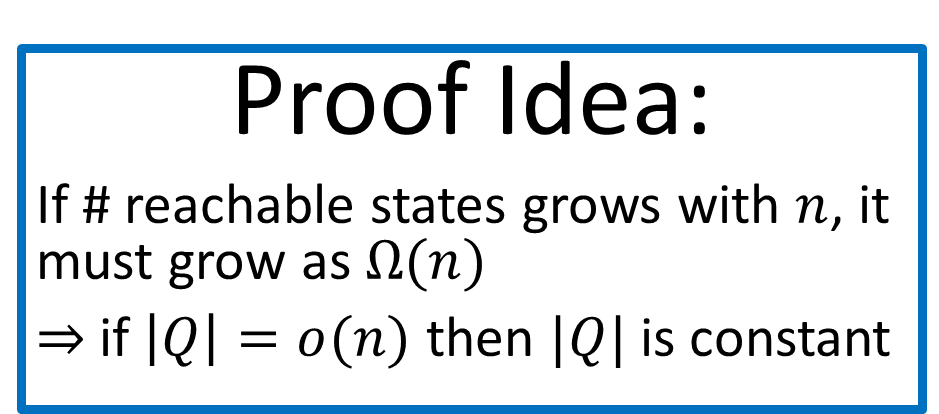 Proof Idea:
If # reachable states grows with n, it
must grow as Ω(n)
⇒ if |Q| = o(n) then |Q| is constant